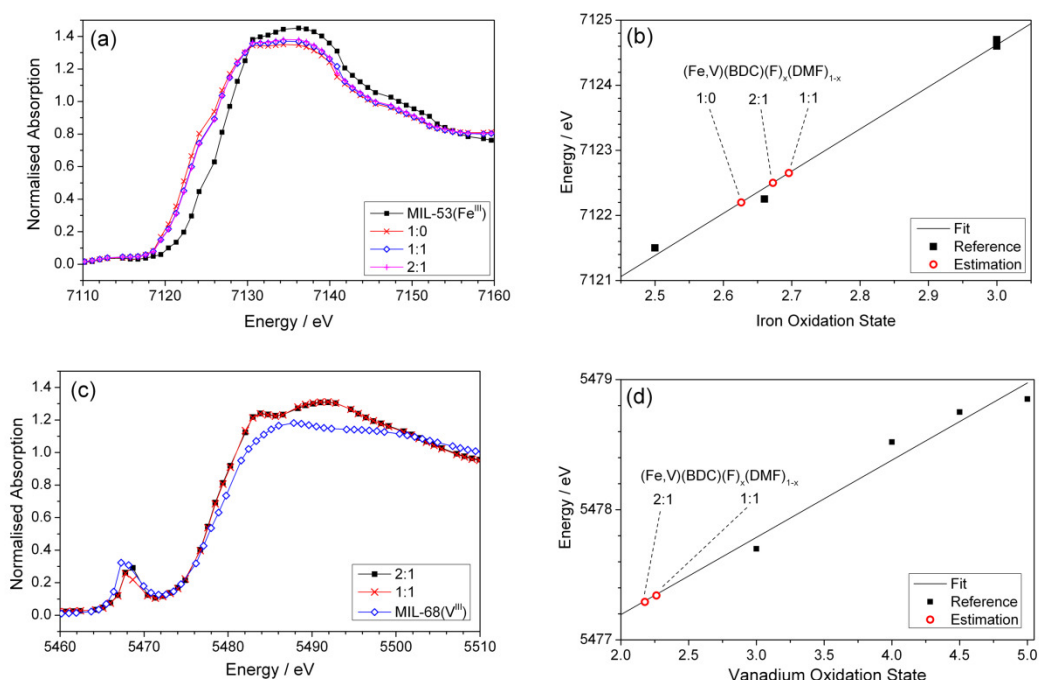 (a)
Normalised Absorption
1.4
1.2
1.0
0.8
0.6
0.4
0.2
0.0
7110 7120 7130 7140 7150 7160
Energy / eV
MIL-53(Fe^III)
1:0
1:1
2:1
(b)
Energy / eV
7125
7124
7123
7122
7121
2.5 2.6 2.7 2.8 2.9 3.0
Iron Oxidation State
(Fe,V)(BDC)(F)x(DMF)1-x
1:0 2:1 1:1
Fit
Reference
Estimation
(c)
Normalised Absorption
1.4
1.2
1.0
0.8
0.6
0.4
0.2
0.0
5460 5470 5480 5490 5500 5510
Energy / eV
2:1
1:1
MIL-68(V^III)
(d)
Energy / eV
5479
5478
5477
2.0 2.5 3.0 3.5 4.0 4.5 5.0
Vanadium Oxidation State
(Fe,V)(BDC)(F)x(DMF)1-x
2:1 1:1
Fit
Reference
Estimation